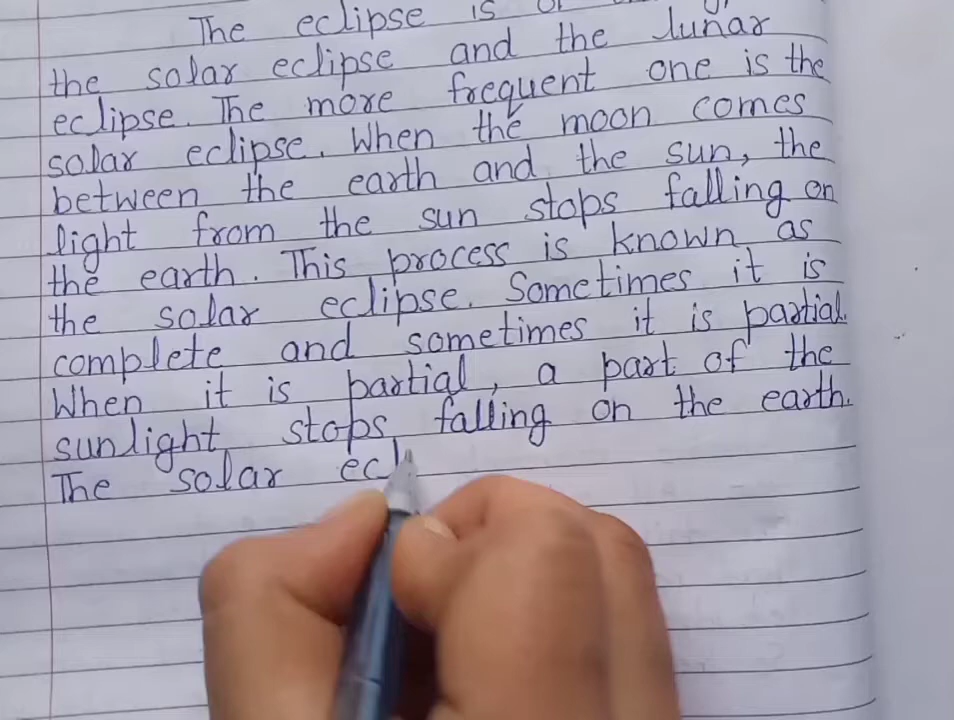 The eclipse is of
the solar eclipse and the lunar
eclipse. The more frequent one is the
solar eclipse. When the moon comes
between the earth and the sun, the
light from the sun stops falling on
the earth. This process is known as
the solar eclipse. Sometimes it is
complete and sometimes it is partial.
When it is partial, a part of the
sunlight stops falling on the earth.
The solar ecl